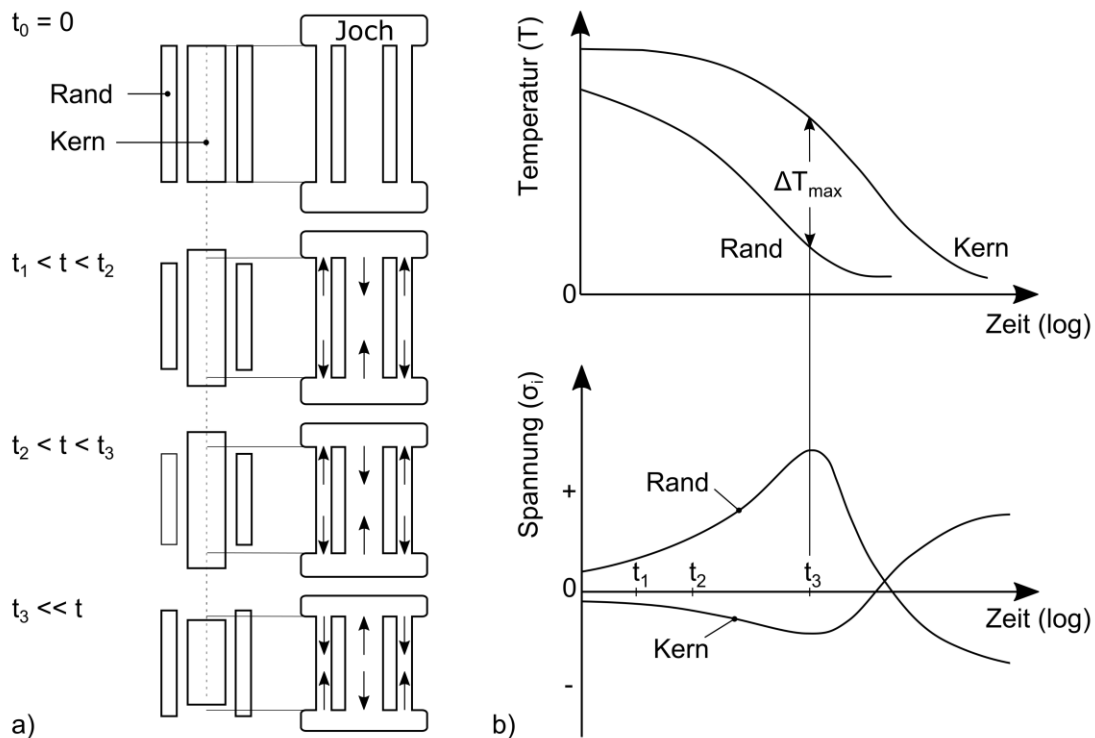 t₀ = 0
Joch
Rand
Kern
t₁ < t < t₂
t₂ < t < t₃
t₃ << t
a)
Temperatur (T)
ΔTmax
Rand
Kern
0
Zeit (log)
Spannung (σᵢ)
+
Rand
0
t₁
t₂
t₃
Zeit (log)
Kern
-
b)